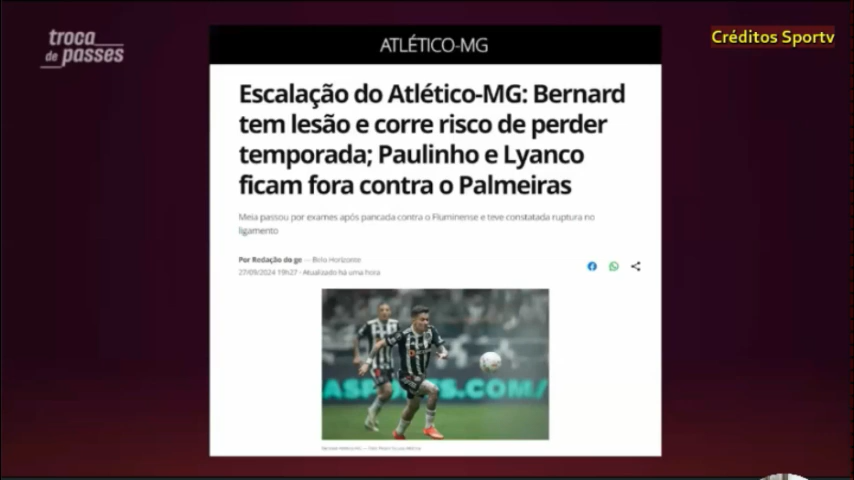 troca
de passes
ATLÉTICO-MG
Créditos Sportv
Escalação do Atlético-MG: Bernard
tem lesão e corre risco de perder
temporada; Paulinho e Lyanco
ficam fora contra o Palmeiras
Meia passou por exames após pancada contra o Fluminense e teve constatada ruptura no
ligamento
Por Redação do ge — Belo Horizonte
27/09/2024 19h27 · Atualizado há uma hora
ASPORTS.COM/